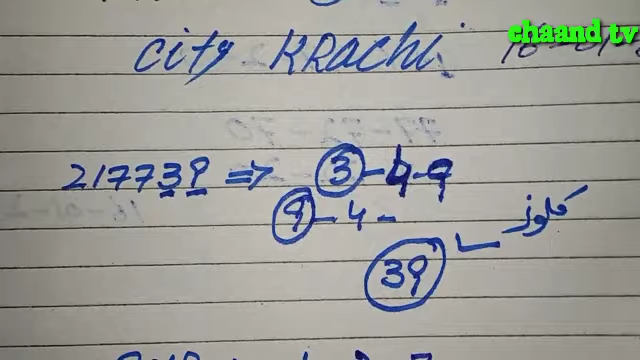 chaand tv
City KRachi
217739 ⇒ ③-4-9
⑨-4-
39 کلوز